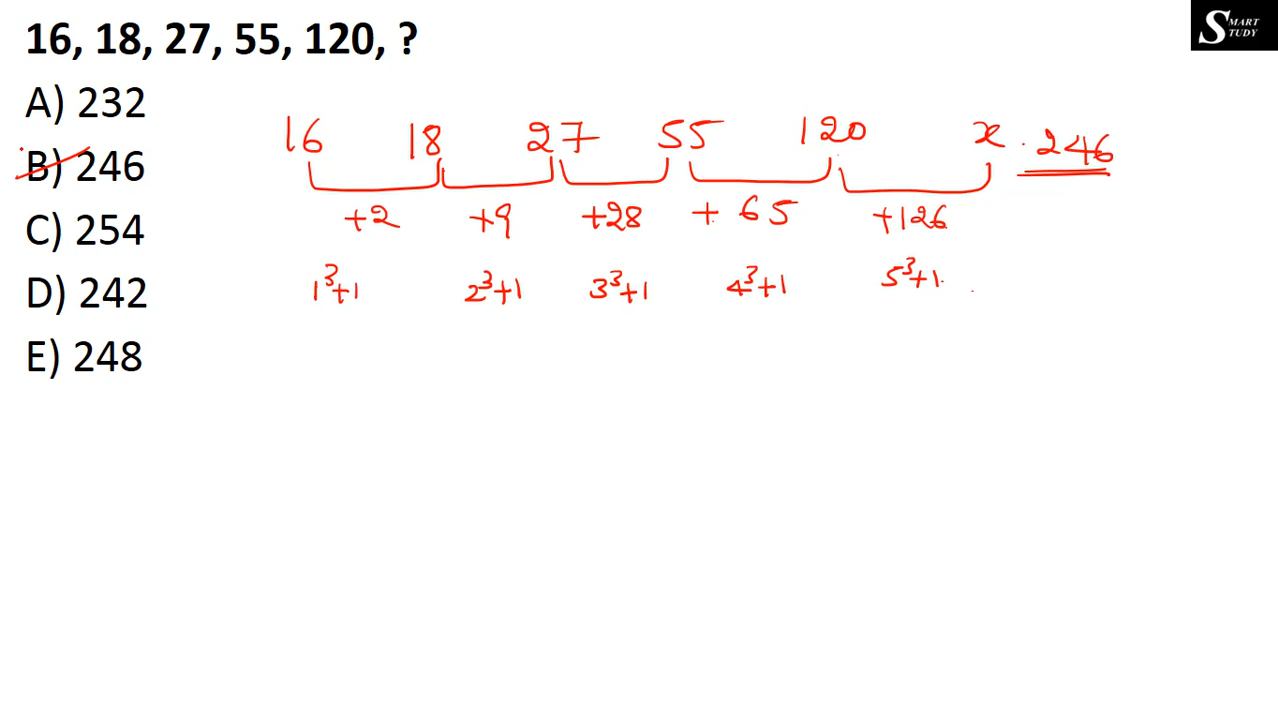 SMART
STUDY
16, 18, 27, 55, 120, ?
A) 232
B) 246
C) 254
D) 242
E) 248
16 18 27 55 120 x . 246
+2 +9 +28 + 65 +126
1³+1 2³+1 3³+1 4³+1 5³+1